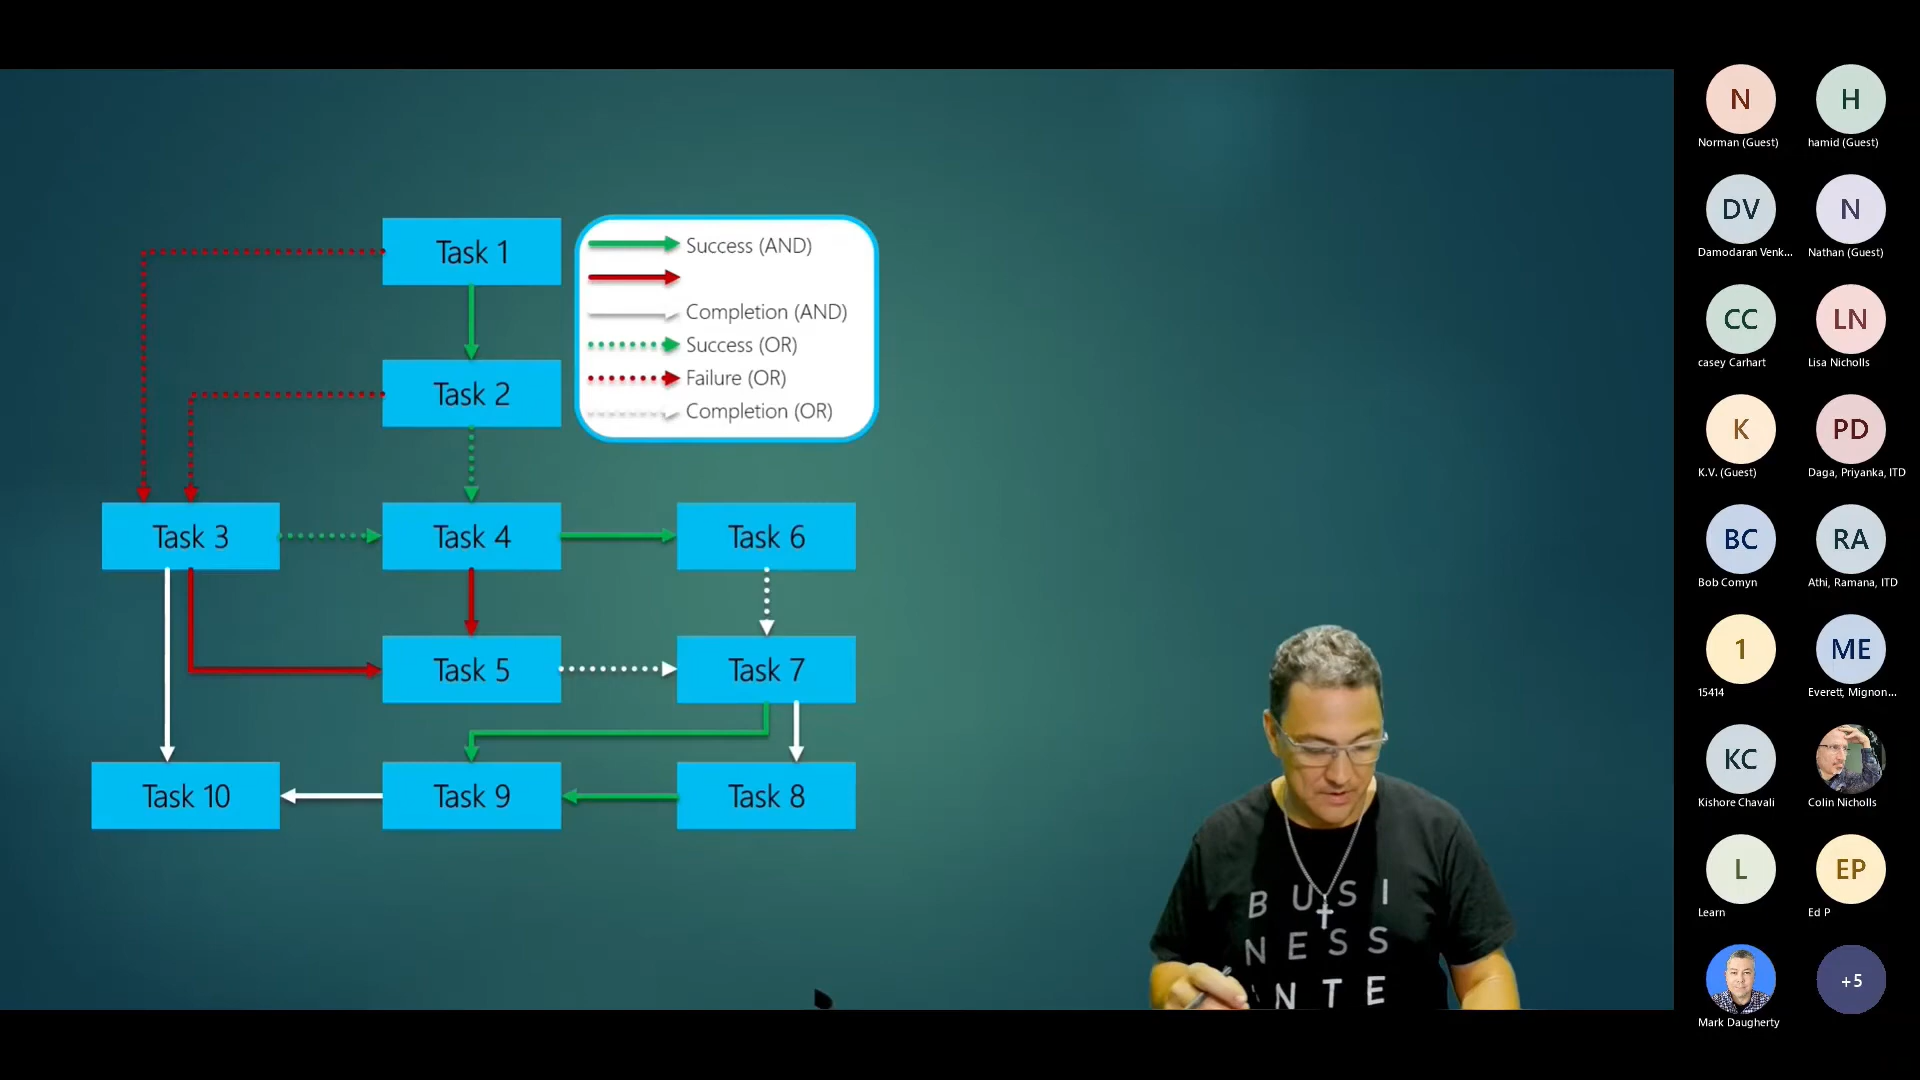 Task 1
Success (AND)
Completion (AND)
Success (OR)
Failure (OR)
Completion (OR)
Task 2
Task 3
Task 4
Task 6
Task 5
Task 7
Task 10
Task 9
Task 8
BUSI
NESS
INTE
N
Norman (Guest)
H
hamid (Guest)
DV
Damodaran Venk...
N
Nathan (Guest)
CC
casey Carhart
LN
Lisa Nicholls
K
K.V. (Guest)
PD
Daga, Priyanka, ITD
BC
Bob Comyn
RA
Athi, Ramana, ITD
1
15414
ME
Everett, Mignon...
KC
Kishore Chavali
Colin Nicholls
L
Learn
EP
Ed P
Mark Daugherty
+5